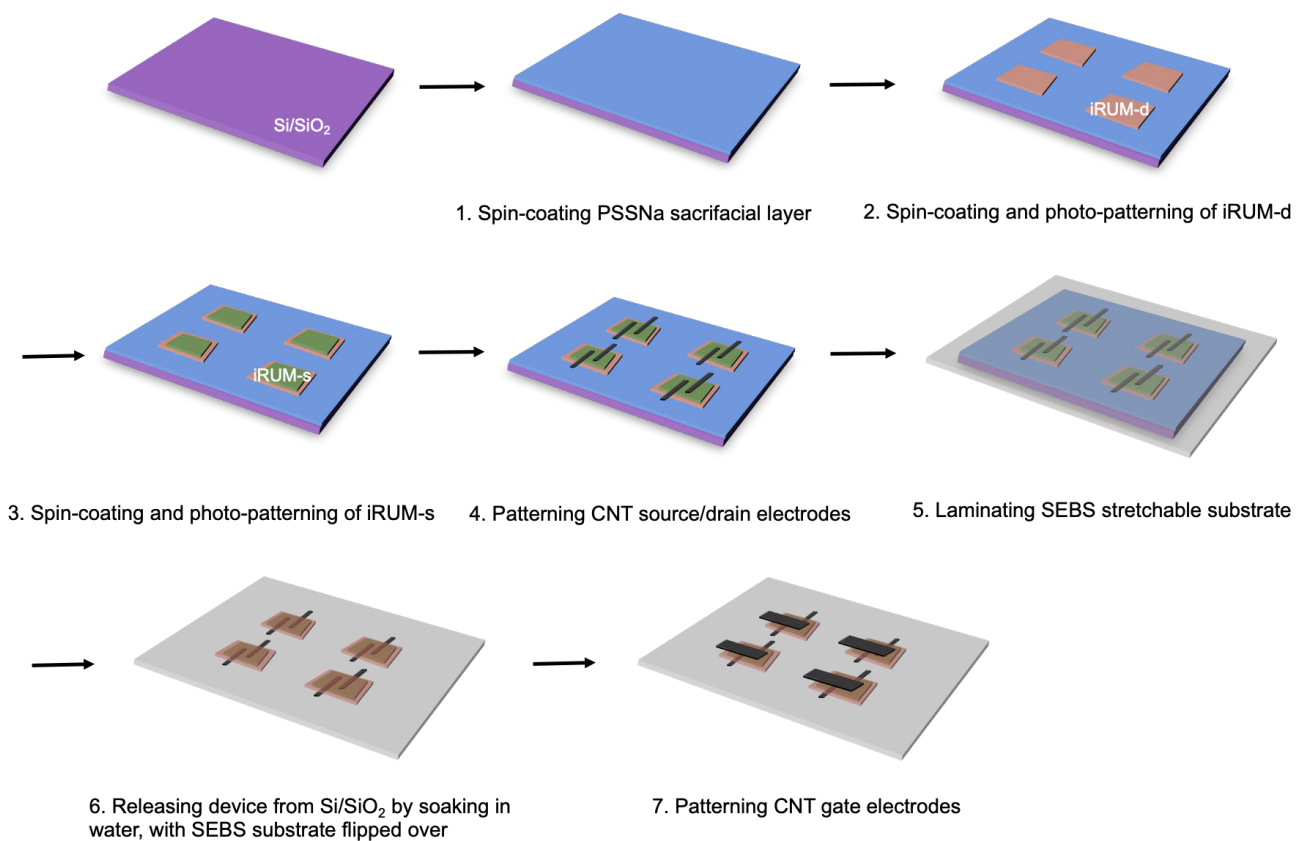 Si/SiO₂
iRUM-d
1. Spin-coating PSSNa sacrifacial layer
2. Spin-coating and photo-patterning of iRUM-d
iRUM-s
3. Spin-coating and photo-patterning of iRUM-s
4. Patterning CNT source/drain electrodes
5. Laminating SEBS stretchable substrate
6. Releasing device from Si/SiO₂ by soaking in
water, with SEBS substrate flipped over
7. Patterning CNT gate electrodes